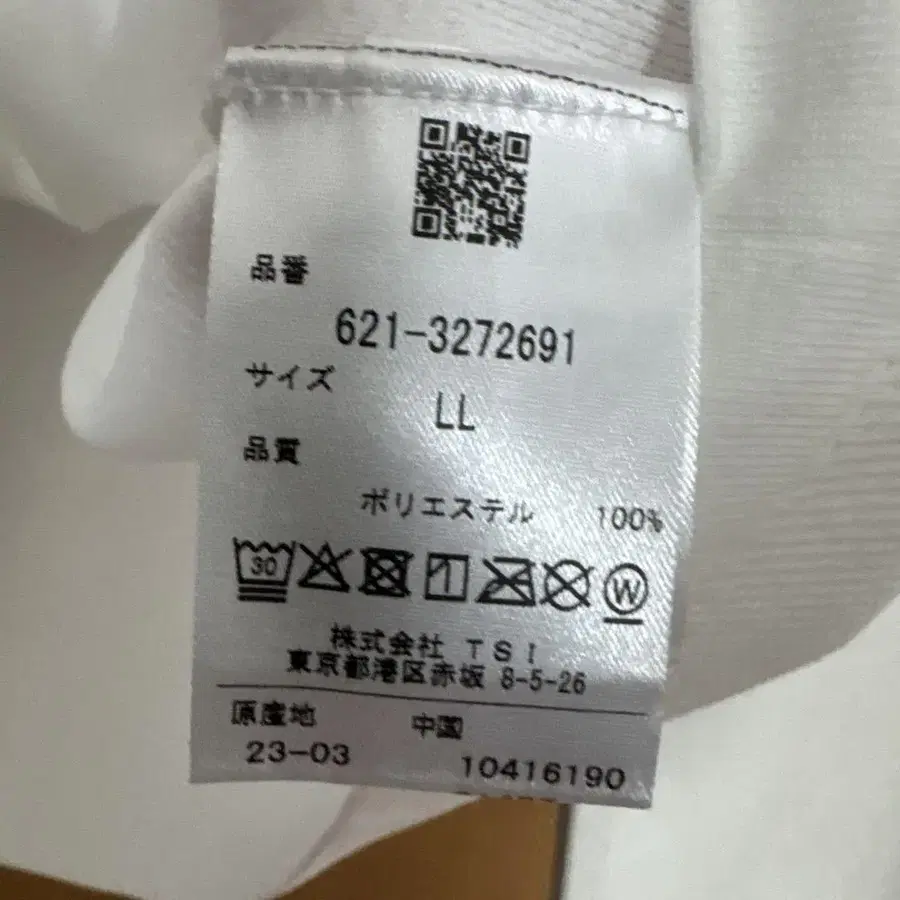 品番
621-3272691
サイズ
LL
品質
ポリエステル 100%
30
W
株式会社 TSI
東京都港区赤坂 8-5-26
原産地 中国
23-03 10416190